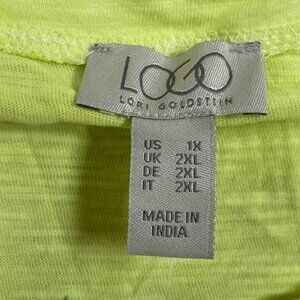 LOGO
LORI GOLDSTEIN
US 1X
UK 2XL
DE 2XL
IT 2XL
MADE IN
INDIA